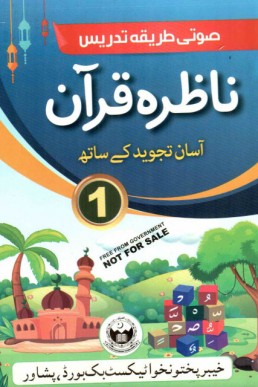 صوتی طریقہ تدریس
ناظرہ قرآن
آسان تجوید کے ساتھ
1
FREE FROM GOVERNMENT
NOT FOR SALE
خیبر پختونخوا ٹیکسٹ بک بورڈ، پشاور